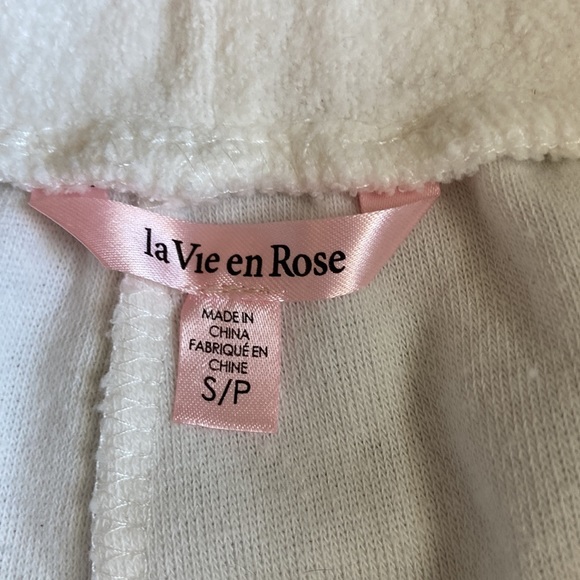 la Vie en Rose
MADE IN
CHINA
FABRIQUÉ EN
CHINE
S/P